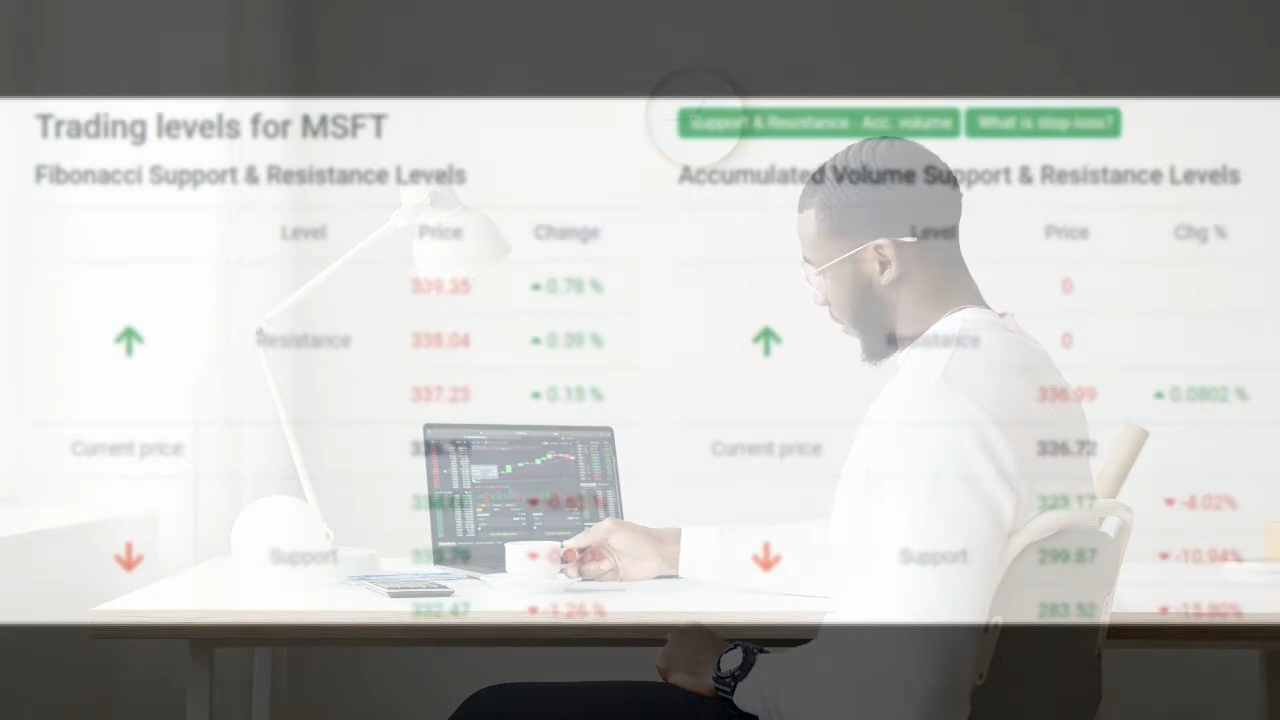 Trading levels for MSFT
Support & Resistance - Acc. volume
What is stop-loss?
Fibonacci Support & Resistance Levels
Accumulated Volume Support & Resistance Levels
Level Price Change
Level Price Chg %
339.35 0.78 % 0
Resistance 338.04 0.39 % Resistance 0
337.23 0.15 % 336.99 0.0802 %
Current price: Current price 336.72
323.17 -4.02%
Support Support 299.87 -10.94%
332.47 -1.26 % 283.52 -15.80%